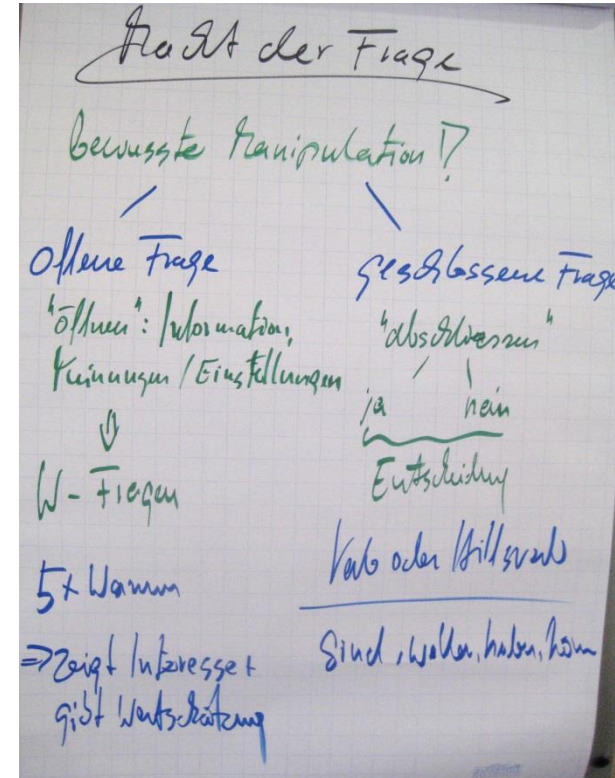 Macht der Frage
bewusste Manipulation!?
Offene Frage
"öffnen": Information,
Meinungen/Einstellungen
W-Fragen
5x Warum
=> zeigt Interesse +
gibt Wertschätzung
geschlossene Frage
"abschliessen"
ja nein
Entscheidung
Verb oder Hilfsverb
Sind, wollen, haben,